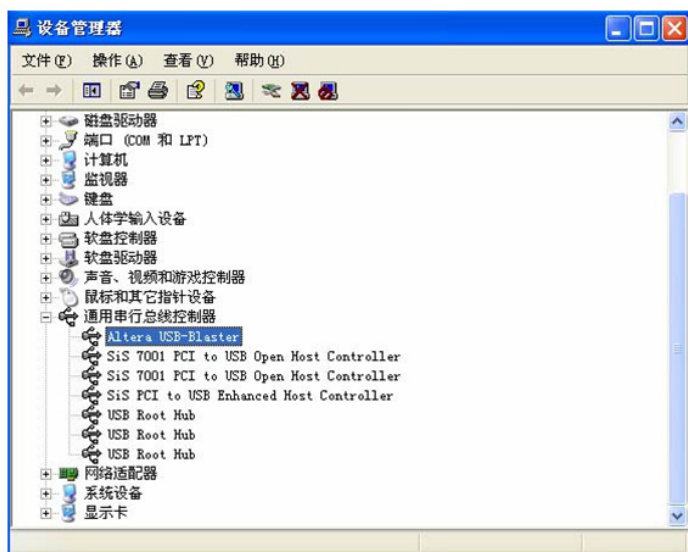 设备管理器
文件(F) 操作(A) 查看(V) 帮助(H)
磁盘驱动器
端口 (COM 和 LPT)
计算机
监视器
键盘
人体学输入设备
软盘控制器
软盘驱动器
声音、视频和游戏控制器
鼠标和其它指针设备
通用串行总线控制器
Altera USB-Blaster
SiS 7001 PCI to USB Open Host Controller
SiS 7001 PCI to USB Open Host Controller
SiS PCI to USB Enhanced Host Controller
USB Root Hub
USB Root Hub
USB Root Hub
网络适配器
系统设备
显示卡